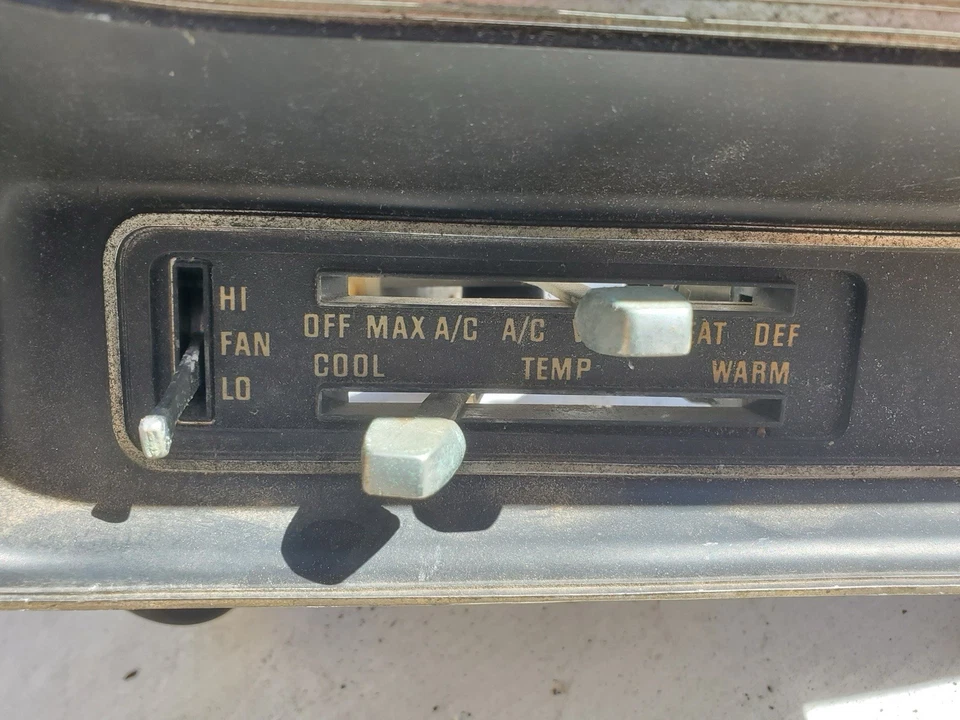 HI
FAN
LO
OFF MAX A/C A/C DEF
COOL TEMP WARM